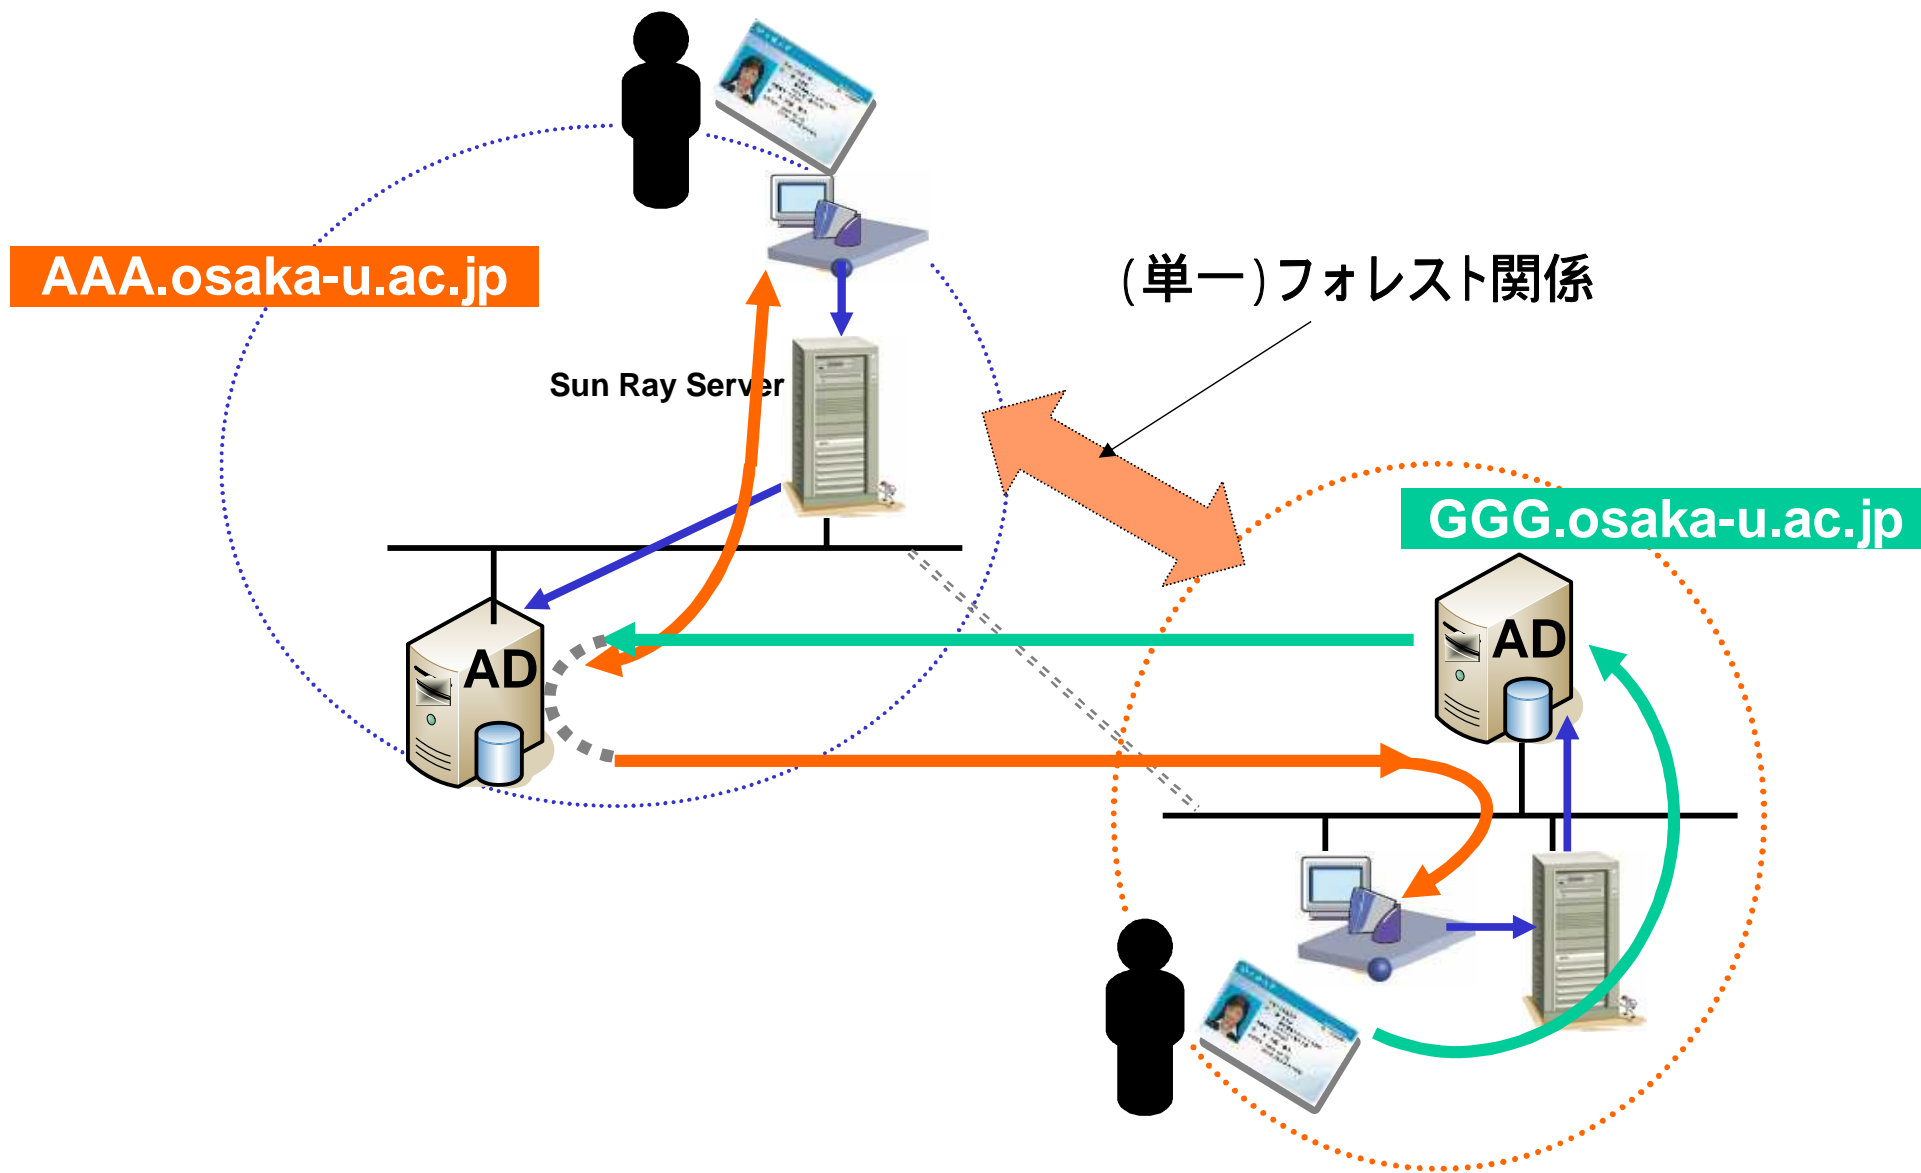 AAA.osaka-u.ac.jp
(単一)フォレスト関係
Sun Ray Server
GGG.osaka-u.ac.jp
AD
AD